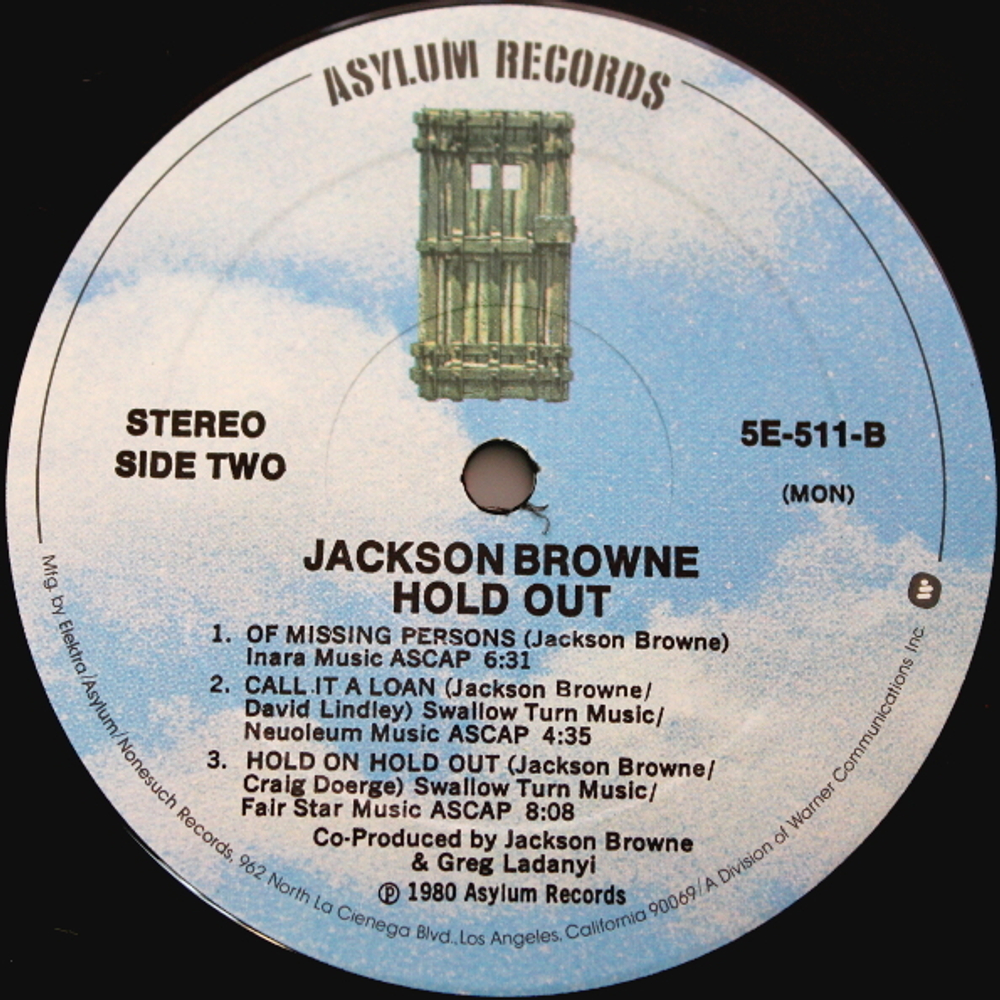 ASYLUM RECORDS
STEREO
SIDE TWO
5E-511-B
(MON)
JACKSON BROWNE
HOLD OUT
1. OF MISSING PERSONS (Jackson Browne)
Inara Music ASCAP 6:31
2. CALL IT A LOAN (Jackson Browne/
David Lindley) Swallow Turn Music/
Neuoleum Music ASCAP 4:35
3. HOLD ON HOLD OUT (Jackson Browne/
Craig Doerge) Swallow Turn Music/
Fair Star Music ASCAP 8:08
Co-Produced by Jackson Browne
& Greg Ladanyi
℗ 1980 Asylum Records
Mfg. by Elektra/Asylum/Nonesuch Records, 962 North La Cienega Blvd., Los Angeles, California 90069/A Division of Warner Communications Inc.